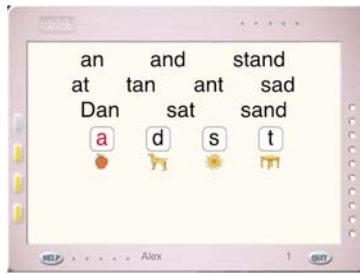 an and stand
at tan ant sad
Dan sat sand
a d s t
HELP Alex 1 QUIT